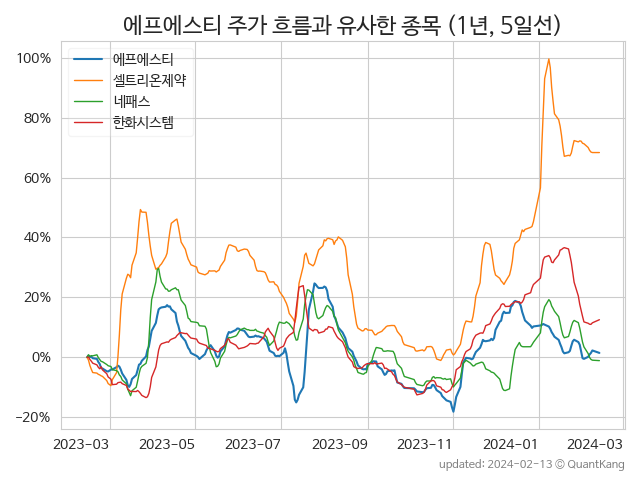 에프에스티 주가 흐름과 유사한 종목 (1년, 5일선)
에프에스티
셀트리온제약
네패스
한화시스템
100%
80%
60%
40%
20%
0%
−20%
2023-03 2023-05 2023-07 2023-09 2023-11 2024-01 2024-03
updated: 2024-02-13 © QuantKang